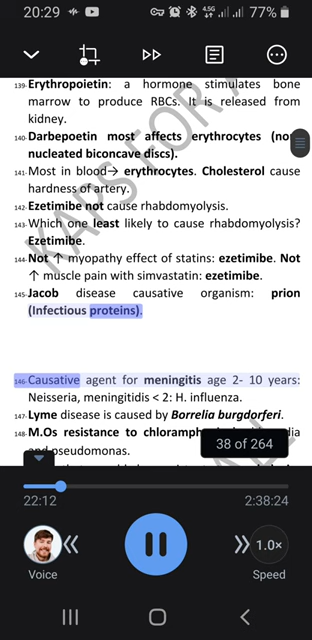 20:29 4.5G 77%
139- Erythropoietin: a hormone stimulates bone
marrow to produce RBCs. It is released from
kidney.
140- Darbepoetin most affects erythrocytes (non
nucleated biconcave discs).
141- Most in blood→ erythrocytes. Cholesterol cause
hardness of artery.
142- Ezetimibe not cause rhabdomyolysis.
143- Which one least likely to cause rhabdomyolysis?
Ezetimibe.
144- Not ↑ myopathy effect of statins: ezetimibe. Not
↑ muscle pain with simvastatin: ezetimibe.
145- Jacob disease causative organism: prion
(Infectious proteins).
146- Causative agent for meningitis age 2- 10 years:
Neisseria, meningitidis < 2: H. influenza.
147- Lyme disease is caused by Borrelia burgdorferi.
148- M.Os resistance to chloramph
and pseudomonas.
38 of 264
KAPS FOR
22:12 2:38:24
1.0×
Voice Speed